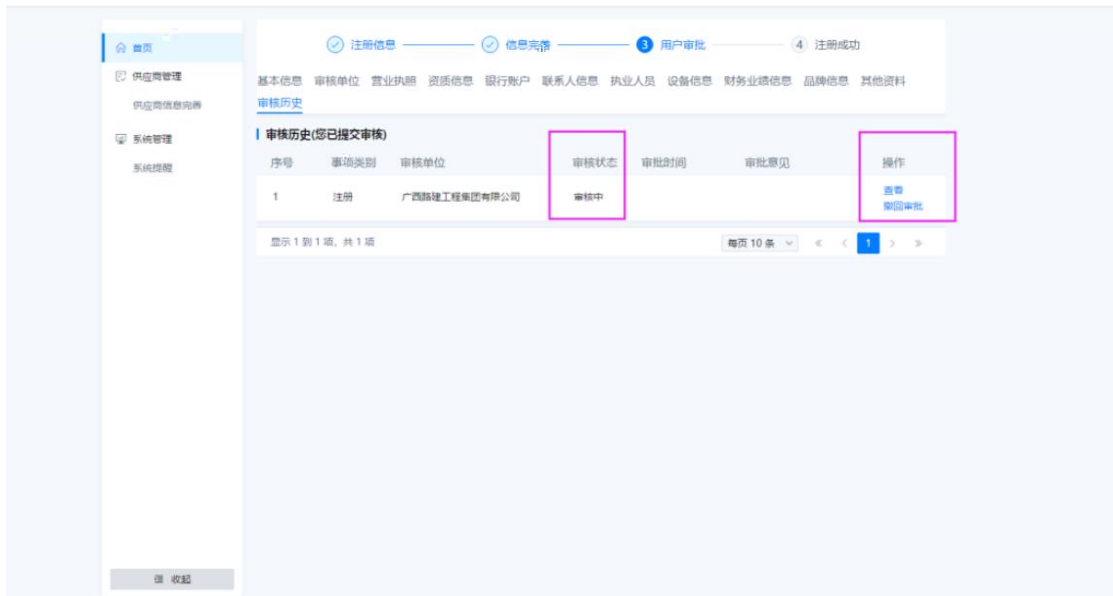 首页
供应商管理
供应商信息完善
系统管理
系统提醒
收起
注册信息 信息完善 3 用户审批 4 注册成功
基本信息 审核单位 营业执照 资质信息 银行账户 联系人信息 执业人员 设备信息 财务业绩信息 品牌信息 其他资料
审核历史
审核历史(您已提交审核)
序号 事项类别 审核单位 审核状态 审批时间 审批意见 操作
1 注册 广西路建工程集团有限公司 审核中 查看
撤回审批
显示 1 到 1 项, 共 1 项 每页 10 条 « ‹ 1 › »